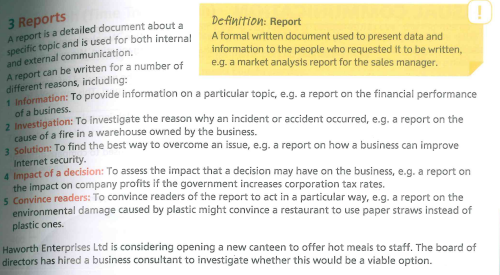 3 Reports
A report is a detailed document about a
specific topic and is used for both internal
and external communication.
A report can be written for a number of
different reasons, including:
Definition: Report
A formal written document used to present data and
information to the people who requested it to be written,
e.g. a market analysis report for the sales manager.
!
1 Information: To provide information on a particular topic, e.g. a report on the financial performance
of a business.
2 Investigation: To investigate the reason why an incident or accident occurred, e.g. a report on the
cause of a fire in a warehouse owned by the business.
3 Solution: To find the best way to overcome an issue, e.g. a report on how a business can improve
Internet security.
4 Impact of a decision: To assess the impact that a decision may have on the business, e.g. a report on
the impact on company profits if the government increases corporation tax rates.
5 Convince readers: To convince readers of the report to act in a particular way, e.g. a report on the
environmental damage caused by plastic might convince a restaurant to use paper straws instead of
plastic ones.
Haworth Enterprises Ltd is considering opening a new canteen to offer hot meals to staff. The board of
directors has hired a business consultant to investigate whether this would be a viable option.